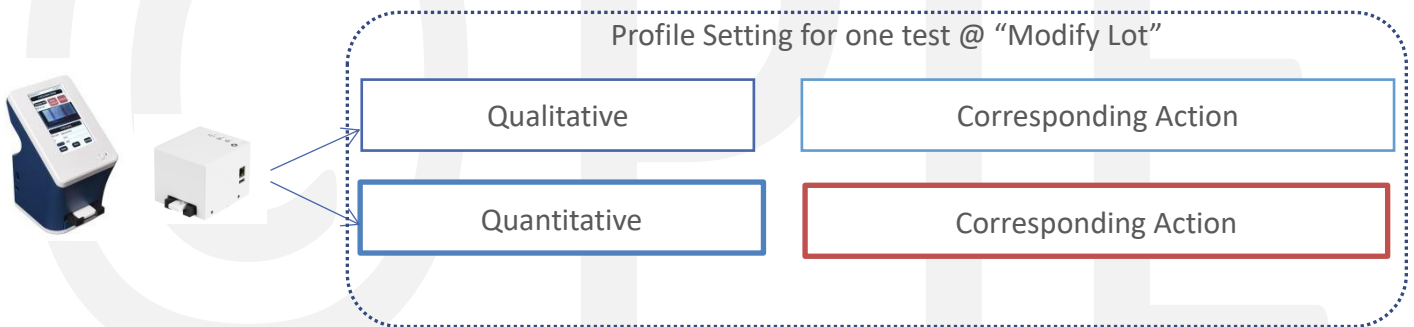 Profile Setting for one test @ “Modify Lot”
Qualitative
Corresponding Action
Quantitative
Corresponding Action